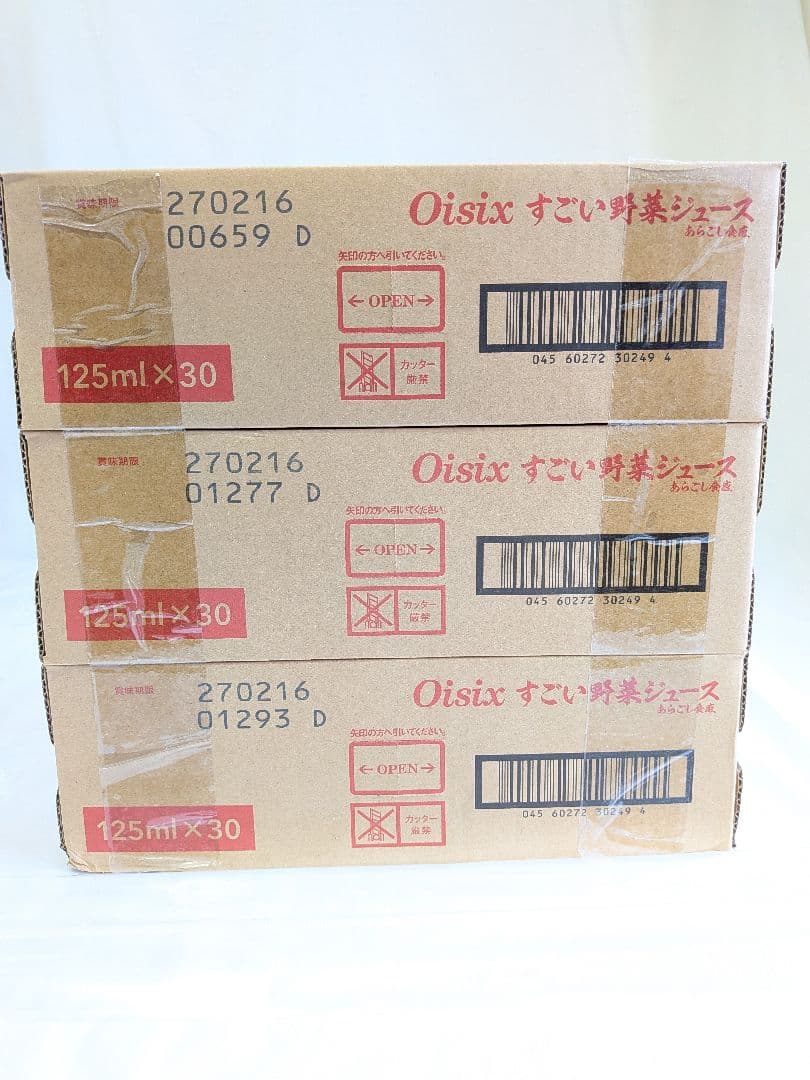 賞味期限
270216
00659 D
Oisix すごい野菜ジュース
あらごし食感
矢印の方へ引いてください。
←OPEN→
カッター
厳禁
125ml×30
045 60272 30249 4
賞味期限
270216
01277 D
Oisix すごい野菜ジュース
あらごし食感
矢印の方へ引いてください。
←OPEN→
カッター
厳禁
125ml×30
045 60272 30249 4
賞味期限
270216
01293 D
Oisix すごい野菜ジュース
あらごし食感
矢印の方へ引いてください。
←OPEN→
カッター
厳禁
125ml×30
045 60272 30249 4